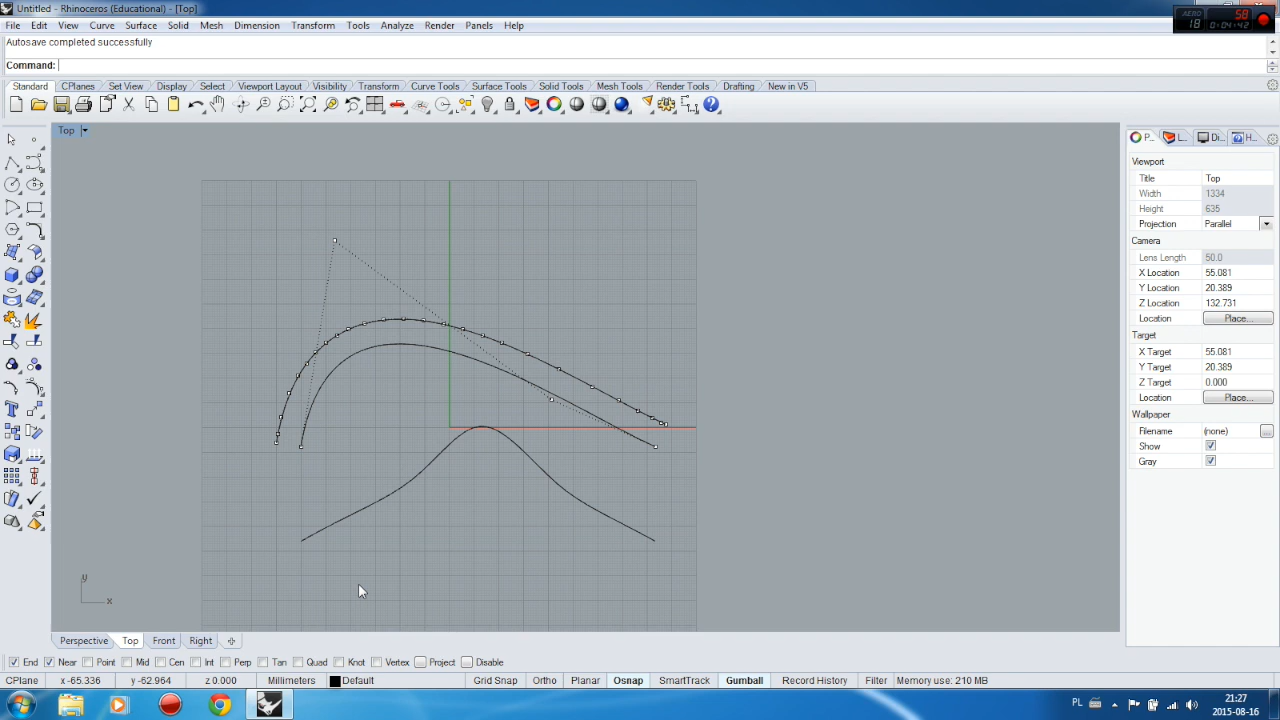 Untitled - Rhinoceros (Educational) - [Top]
File Edit View Curve Surface Solid Mesh Dimension Transform Tools Analyze Render Panels Help
AERO 18 58 0:04:42
Autosave completed successfully
Command:
Standard CPlanes Set View Display Select Viewport Layout Visibility Transform Curve Tools Surface Tools Solid Tools Mesh Tools Render Tools Drafting New in V5
Top
P... L... Di... H...
Viewport
Title Top
Width 1334
Height 635
Projection Parallel
Camera
Lens Length 50.0
X Location 55.081
Y Location 20.389
Z Location 132.731
Location Place...
Target
X Target 55.081
Y Target 20.389
Z Target 0.000
Location Place...
Wallpaper
Filename (none) ...
Show
Gray
y
x
Perspective Top Front Right
End Near Point Mid Cen Int Perp Tan Quad Knot Vertex Project Disable
CPlane x -65.336 y -62.964 z 0.000 Millimeters Default Grid Snap Ortho Planar Osnap SmartTrack Gumball Record History Filter Memory use: 210 MB
PL 21:27
2015-08-16